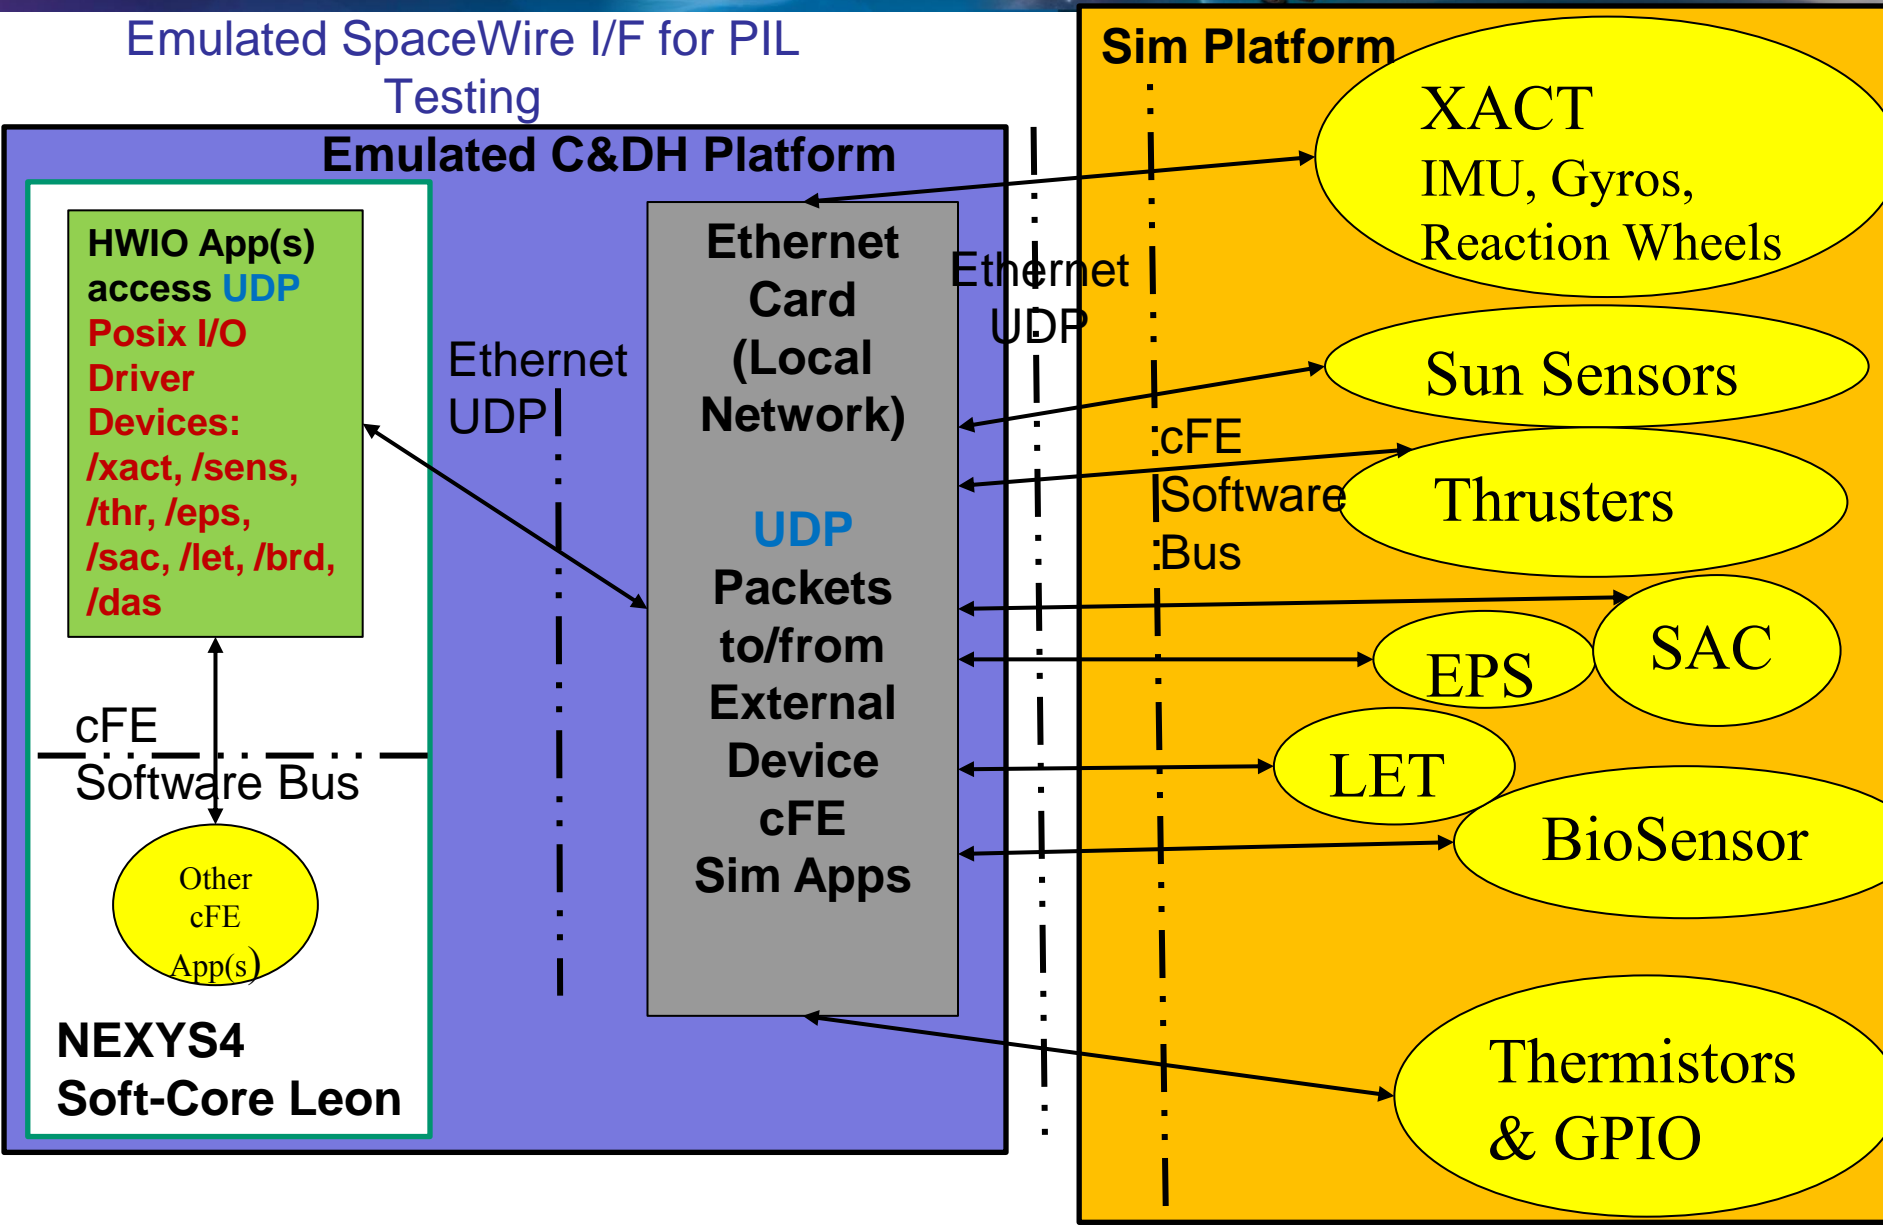 Emulated SpaceWire I/F for PIL
Testing
Emulated C&DH Platform
HWIO App(s)
access UDP
Posix I/O
Driver
Devices:
/xact, /sens,
/thr, /eps,
/sac, /let, /brd,
/das
cFE
Software Bus
Other
cFE
App(s)
NEXYS4
Soft-Core Leon
Ethernet
UDP
Ethernet
Card
(Local
Network)
UDP
Packets
to/from
External
Device
cFE
Sim Apps
Ethernet
UDP
Sim Platform
cFE
Software
Bus
XACT
IMU, Gyros,
Reaction Wheels
Sun Sensors
Thrusters
SAC
EPS
LET
BioSensor
Thermistors
& GPIO